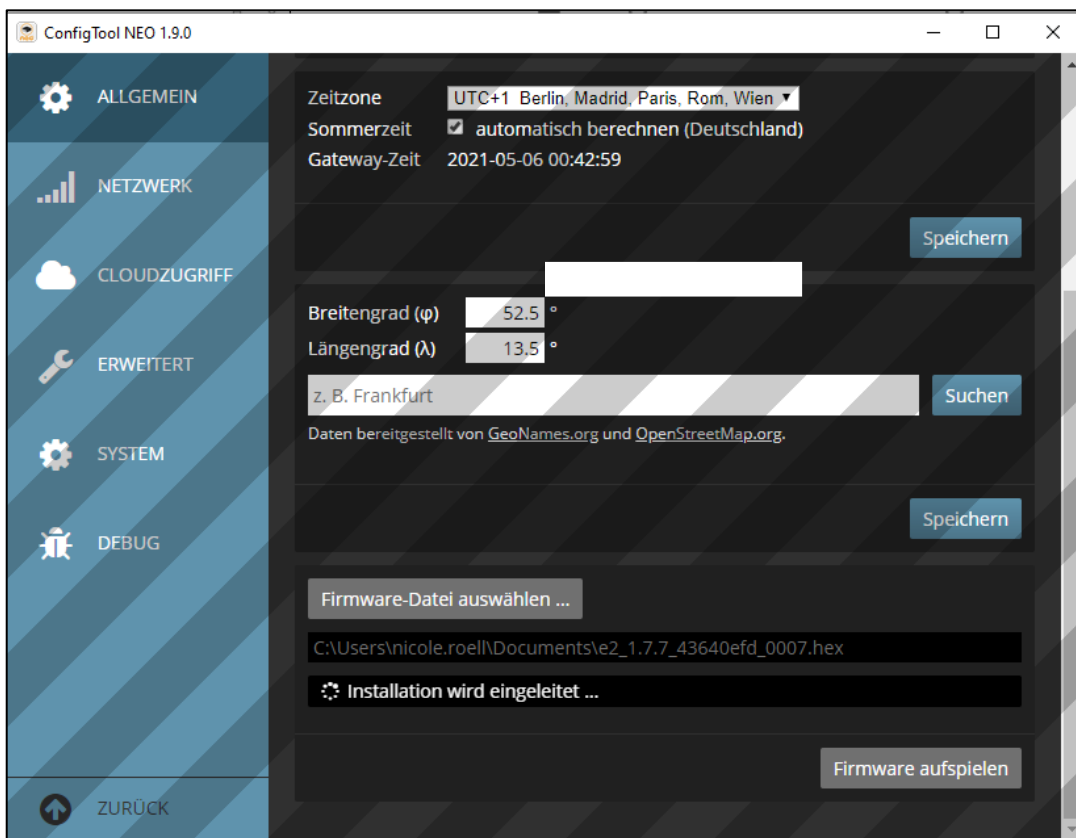 ConfigTool NEO 1.9.0
ALLGEMEIN
NETZWERK
CLOUDZUGRIFF
ERWEITERT
SYSTEM
DEBUG
ZURÜCK
Zeitzone UTC+1 Berlin, Madrid, Paris, Rom, Wien
Sommerzeit automatisch berechnen (Deutschland)
Gateway-Zeit 2021-05-06 00:42:59
Speichern
Breitengrad (φ) 52.5 °
Längengrad (λ) 13.5 °
z. B. Frankfurt Suchen
Daten bereitgestellt von GeoNames.org und OpenStreetMap.org.
Speichern
Firmware-Datei auswählen ...
C:\Users\nicole.roell\Documents\e2_1.7.7_43640efd_0007.hex
Installation wird eingeleitet ...
Firmware aufspielen